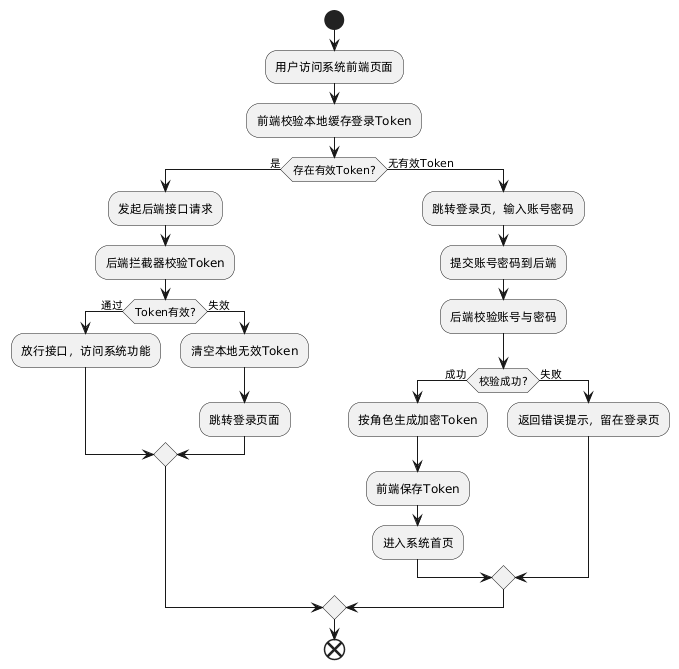 用户访问系统前端页面
前端校验本地缓存登录Token
存在有效Token?
是
无有效Token
发起后端接口请求
后端拦截器校验Token
Token有效?
通过
失效
放行接口，访问系统功能
清空本地无效Token
跳转登录页面
跳转登录页，输入账号密码
提交账号密码到后端
后端校验账号与密码
校验成功?
成功
失败
按角色生成加密Token
前端保存Token
进入系统首页
返回错误提示，留在登录页